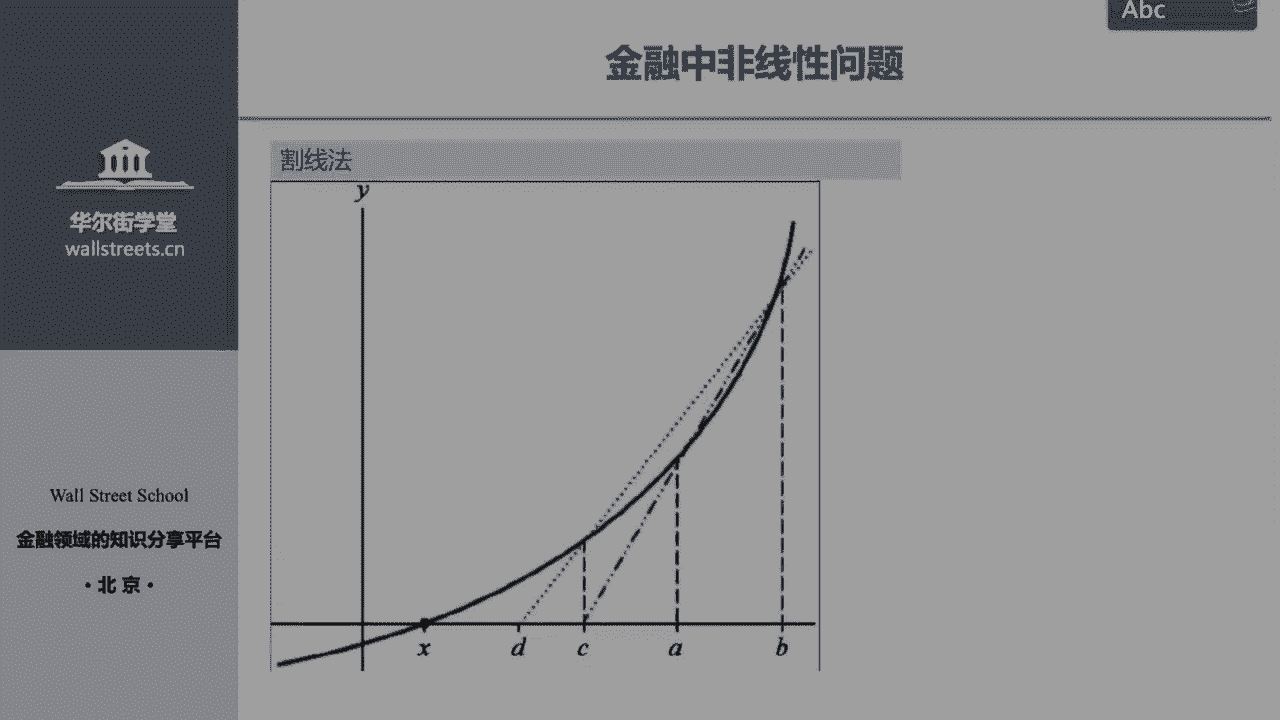 Abc
金融中非线性问题
华尔街学堂
wallstreets.cn
Wall Street School
金融领域的知识分享平台
·北 京·
割线法
y
x d c a b